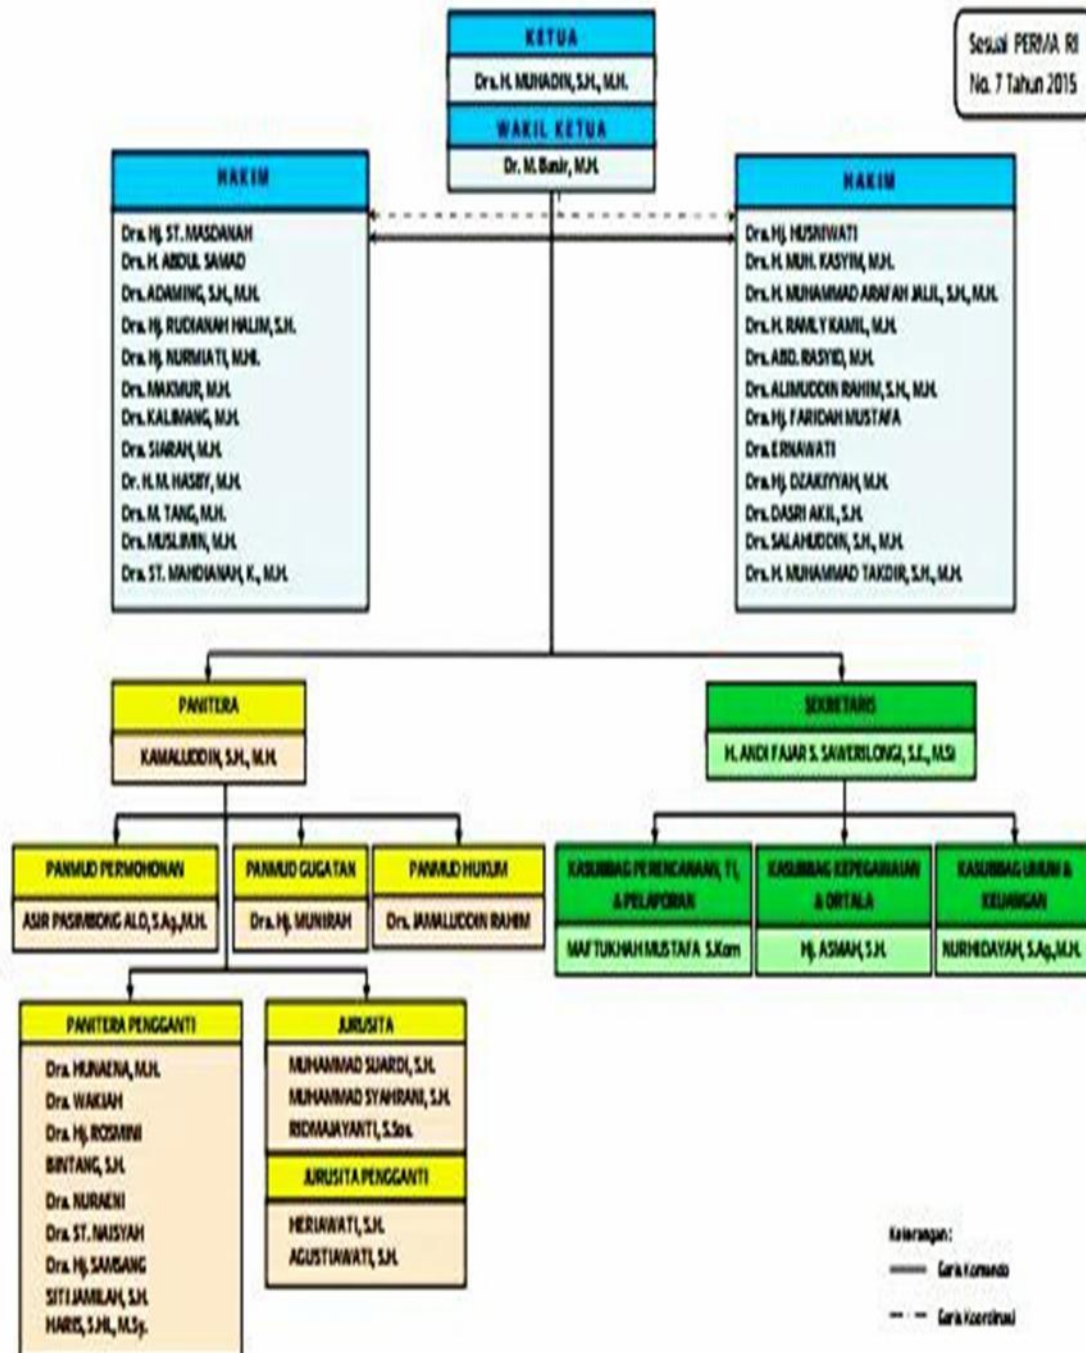 KETUA
Drs. H. MUHADIN, S.H., M.H.
WAKIL KETUA
Dr. M. Basir, M.H.
Sesuai PERMA RI
No. 7 Tahun 2015
HAKIM
Dra. Hj. ST. MASDANAH
Drs. H. ABDUL SAMAD
Drs. ADAMING, S.H., M.H.
Dra. Hj. RUDIANAH HALIM, S.H.
Dra. Hj. NURMIATI, M.HI.
Drs. MAKMUR, M.H.
Drs. KALIMANG, M.H.
Dra. SIARAH, M.H.
Dr. H. M. HASBY, M.H.
Drs. M. TANG, M.H.
Drs. MUSLIMIN, M.H.
Dra. ST. MAHDIANAH, K., M.H.
HAKIM
Dra. Hj. HUSNIWATI
Drs. H. MUH. KASYIM, M.H.
Drs. H. MUHAMMAD ARAFAH JALIL, S.H., M.H.
Drs. H. RAMLY KAMIL, M.H.
Drs. ABD. RASYID, M.H.
Drs. ALIMUDDIN RAHIM, S.H., M.H.
Dra. Hj. FARIDAH MUSTAFA
Dra. ERNAWATI
Dra. Hj. DZAKIYYAH, M.H.
Drs. DASRI AKIL, S.H.
Drs. SALAHUDDIN, S.H., M.H.
Drs. H. MUHAMMAD TAKDIR, S.H., M.H.
PANITERA
KAMALUDDIN, S.H., M.H.
SEKRETARIS
H. ANDI FAJAR S. SAWERILONGI, S.E., M.Si
PANMUD PERMOHONAN
ASIR PASIMBONG ALO, S.Ag., M.H.
PANMUD GUGATAN
Dra. Hj. MUNIRAH
PANMUD HUKUM
Drs. JAMALUDDIN RAHIM
KASUBBAG PERENCANAAN, TI,
& PELAPORAN
MAFTUKHAH MUSTAFA S.Kom
KASUBBAG KEPEGAWAIAN
& ORTALA
Hj. ASMAH, S.H.
KASUBBAG UMUM &
KEUANGAN
NURHIDAYAH, S.Ag., M.H.
PANITERA PENGGANTI
Dra. HUNAENA, M.H.
Dra. WAKIAH
Dra. Hj. ROSMINI
BINTANG, S.H.
Dra. NURAENI
Dra. ST. NAISYAH
Dra. Hj. SAMSANG
SITI JAMILAH, S.H.
HARIS, S.HI., M.Sy.
JURUSITA
MUHAMMAD SUARDI, S.H.
MUHAMMAD SYAHRANI, S.H.
RIDMAJAYANTI, S.Sos.
JURUSITA PENGGANTI
HERIAWATI, S.H.
AGUSTIAWATI, S.H.
Keterangan :
Garis Komando
Garis Koordinasi